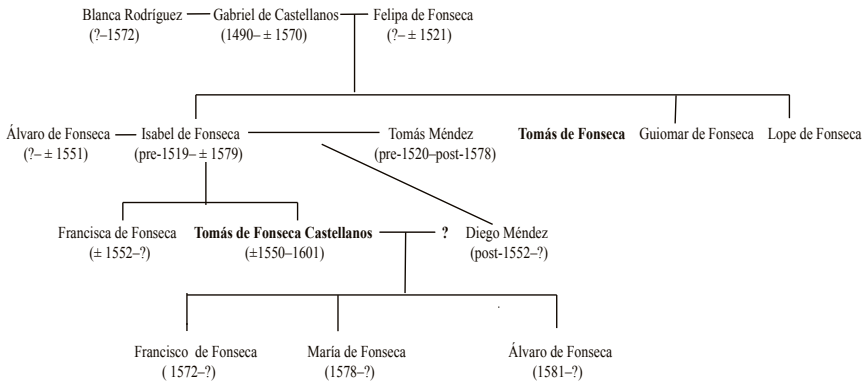 Blanca Rodríguez Gabriel de Castellanos Felipa de Fonseca
(?–1572) (1490– ± 1570) (?– ± 1521)
Álvaro de Fonseca Isabel de Fonseca Tomás Méndez Tomás de Fonseca Guiomar de Fonseca Lope de Fonseca
(?– ± 1551) (pre-1519– ± 1579) (pre-1520–post-1578)
Francisca de Fonseca Tomás de Fonseca Castellanos ? Diego Méndez
(± 1552–?) (±1550–1601) (post-1552–?)
Francisco de Fonseca María de Fonseca Álvaro de Fonseca
( 1572–?) (1578–?) (1581–?)